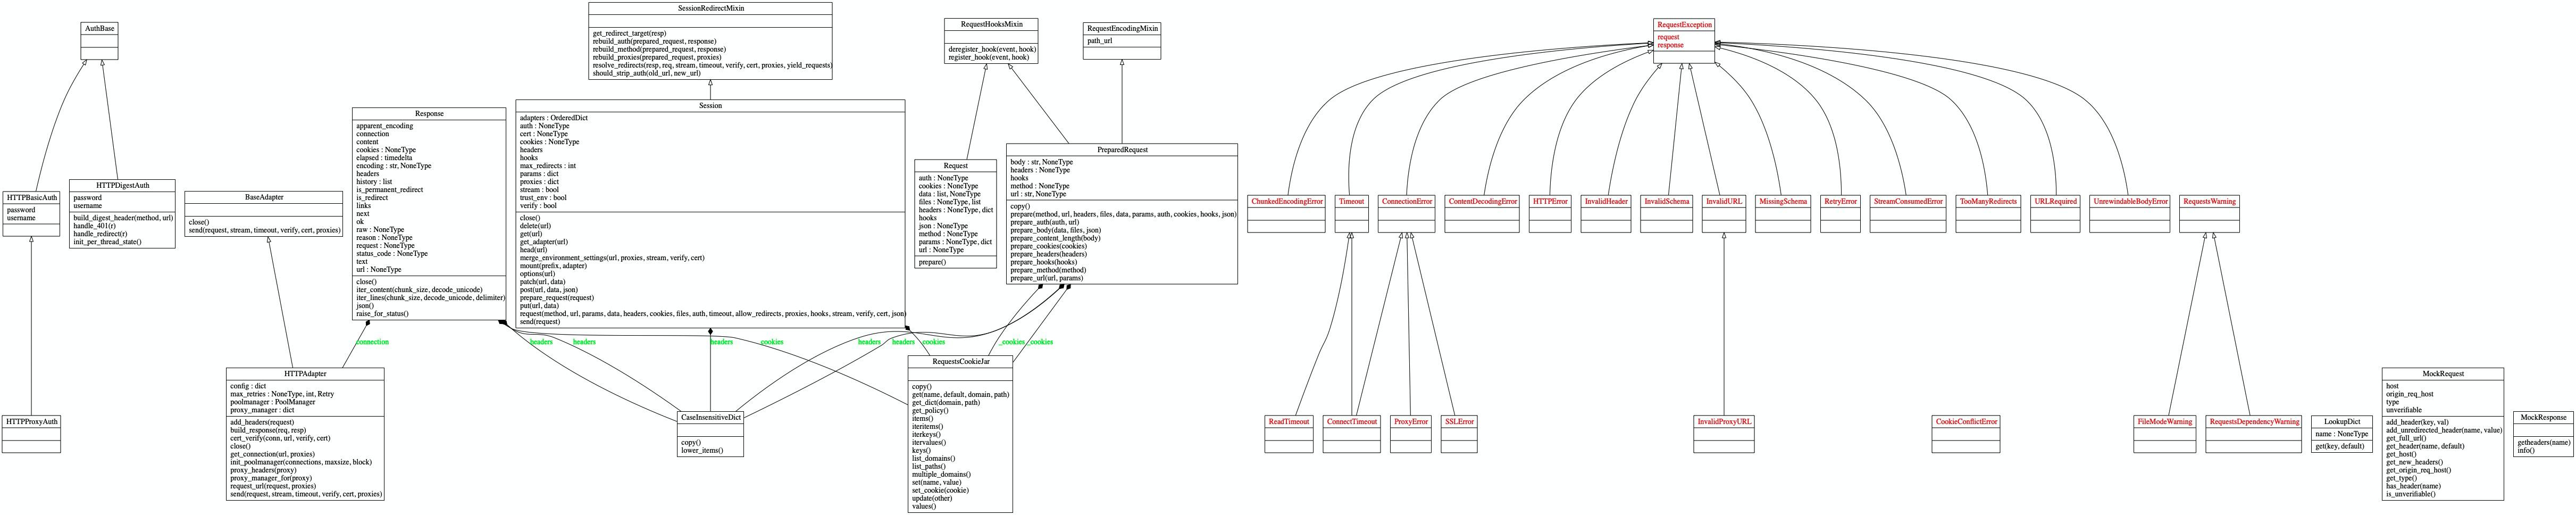 AuthBase
HTTPBasicAuth
password
username
HTTPProxyAuth
HTTPDigestAuth
password
username
build_digest_header(method, url)
handle_401(r)
handle_redirect(r)
init_per_thread_state()
BaseAdapter
close()
send(request, stream, timeout, verify, cert, proxies)
HTTPAdapter
config : dict
max_retries : NoneType, int, Retry
poolmanager : PoolManager
proxy_manager : dict
add_headers(request)
build_response(req, resp)
cert_verify(conn, url, verify, cert)
close()
get_connection(url, proxies)
init_poolmanager(connections, maxsize, block)
proxy_headers(proxy)
proxy_manager_for(proxy)
request_url(request, proxies)
send(request, stream, timeout, verify, cert, proxies)
Response
apparent_encoding
connection
content
cookies : NoneType
elapsed : timedelta
encoding : str, NoneType
headers
history : list
is_permanent_redirect
is_redirect
links
next
ok
raw : NoneType
reason : NoneType
request : NoneType
status_code : NoneType
text
url : NoneType
close()
iter_content(chunk_size, decode_unicode)
iter_lines(chunk_size, decode_unicode, delimiter)
json()
raise_for_status()
SessionRedirectMixin
get_redirect_target(resp)
rebuild_auth(prepared_request, response)
rebuild_method(prepared_request, response)
rebuild_proxies(prepared_request, proxies)
resolve_redirects(resp, req, stream, timeout, verify, cert, proxies, yield_requests)
should_strip_auth(old_url, new_url)
Session
adapters : OrderedDict
auth : NoneType
cert : NoneType
cookies : NoneType
headers
hooks
max_redirects : int
params : dict
proxies : dict
stream : bool
trust_env : bool
verify : bool
close()
delete(url)
get(url)
get_adapter(url)
head(url)
merge_environment_settings(url, proxies, stream, verify, cert)
mount(prefix, adapter)
options(url)
patch(url, data)
post(url, data, json)
prepare_request(request)
put(url, data)
request(method, url, params, data, headers, cookies, files, auth, timeout, allow_redirects, proxies, hooks, stream, verify, cert, json)
send(request)
RequestHooksMixin
deregister_hook(event, hook)
register_hook(event, hook)
RequestEncodingMixin
path_url
Request
auth : NoneType
cookies : NoneType
data : list, NoneType
files : NoneType, list
headers : NoneType, dict
hooks
json : NoneType
method : NoneType
params : NoneType, dict
url : NoneType
prepare()
PreparedRequest
body : str, NoneType
headers : NoneType
hooks
method : NoneType
url : str, NoneType
copy()
prepare(method, url, headers, files, data, params, auth, cookies, hooks, json)
prepare_auth(auth, url)
prepare_body(data, files, json)
prepare_content_length(body)
prepare_cookies(cookies)
prepare_headers(headers)
prepare_hooks(hooks)
prepare_method(method)
prepare_url(url, params)
connection
headers
headers
headers
cookies
headers
headers
cookies
_cookies
cookies
CaseInsensitiveDict
copy()
lower_items()
RequestsCookieJar
copy()
get(name, default, domain, path)
get_dict(domain, path)
get_policy()
items()
iteritems()
iterkeys()
itervalues()
keys()
list_domains()
list_paths()
multiple_domains()
set(name, value)
set_cookie(cookie)
update(other)
values()
RequestException
request
response
ChunkedEncodingError
Timeout
ConnectionError
ContentDecodingError
HTTPError
InvalidHeader
InvalidSchema
InvalidURL
MissingSchema
RetryError
StreamConsumedError
TooManyRedirects
URLRequired
UnrewindableBodyError
RequestsWarning
ReadTimeout
ConnectTimeout
ProxyError
SSLError
InvalidProxyURL
CookieConflictError
FileModeWarning
RequestsDependencyWarning
LookupDict
name : NoneType
get(key, default)
MockRequest
host
origin_req_host
type
unverifiable
add_header(key, val)
add_unredirected_header(name, value)
get_full_url()
get_header(name, default)
get_host()
get_new_headers()
get_origin_req_host()
get_type()
has_header(name)
is_unverifiable()
MockResponse
getheaders(name)
info()